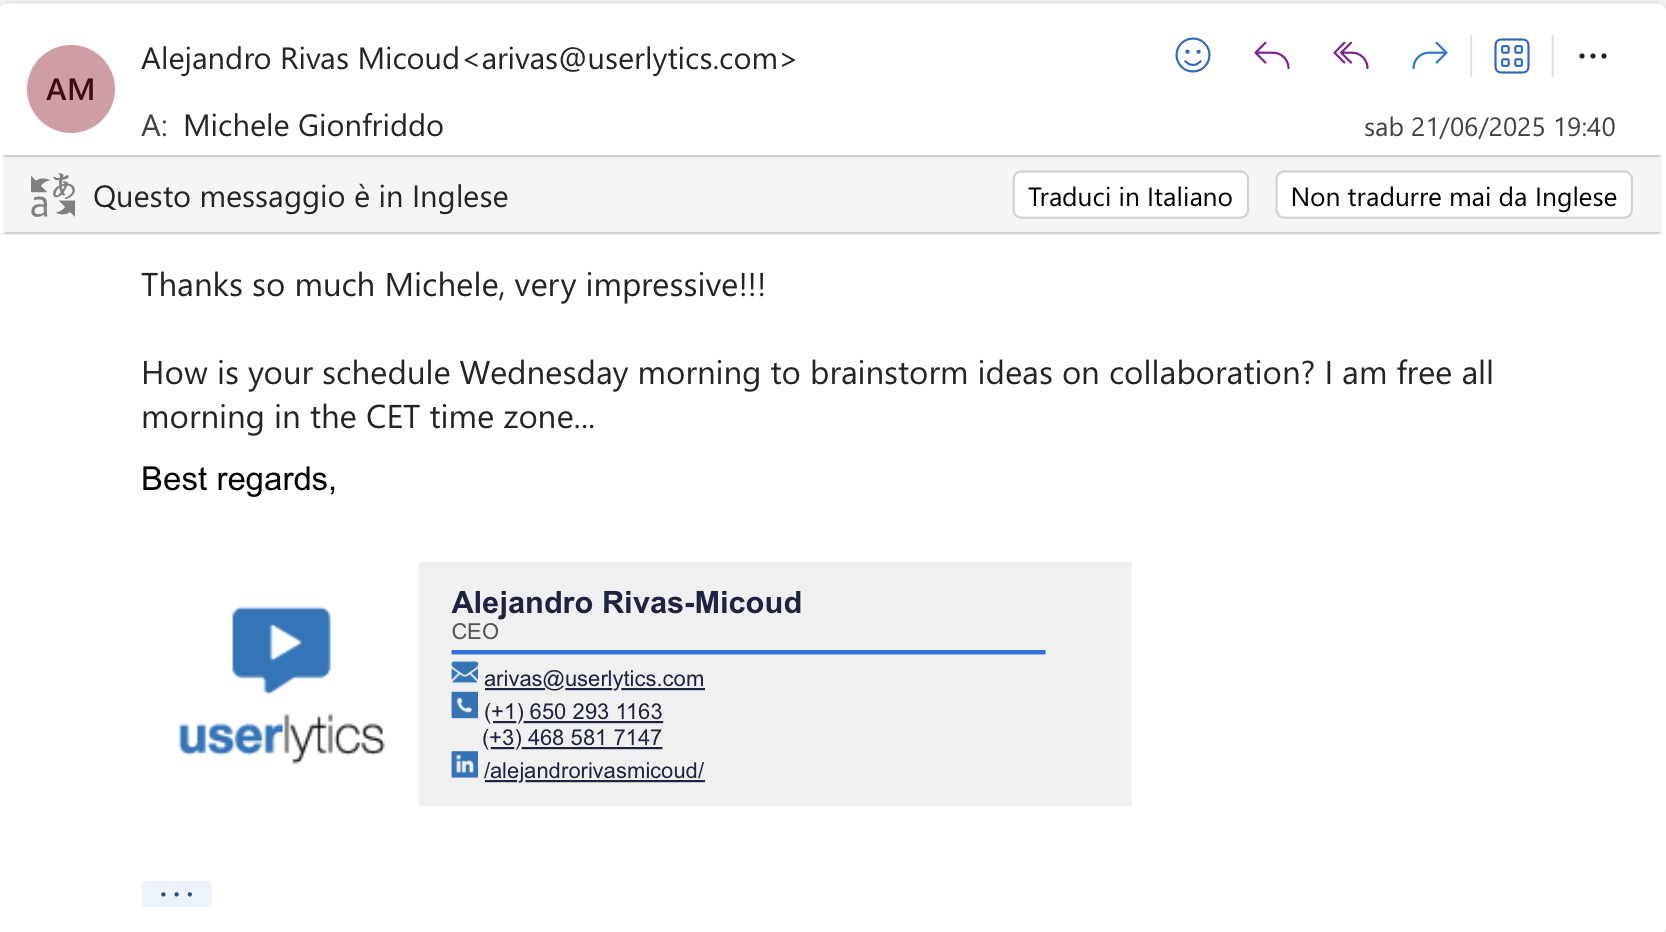 AM
Alejandro Rivas Micoud<arivas@userlytics.com>
A: Michele Gionfriddo
sab 21/06/2025 19:40
Questo messaggio è in Inglese
Traduci in Italiano
Non tradurre mai da Inglese
Thanks so much Michele, very impressive!!!
How is your schedule Wednesday morning to brainstorm ideas on collaboration? I am free all
morning in the CET time zone...
Best regards,
userlytics
Alejandro Rivas-Micoud
CEO
arivas@userlytics.com
(+1) 650 293 1163
(+3) 468 581 7147
in /alejandrorivasmicoud/